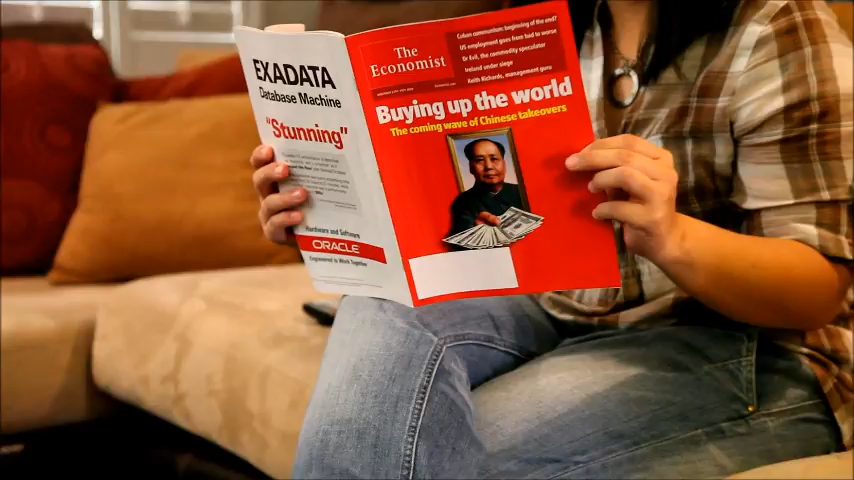 EXADATA
Database Machine
"Stunning"
Hardware and Software
ORACLE
Engineered to Work Together
The
Economist
Cuban communism: beginning of the end?
US employment goes from bad to worse
Dr Evil, the commodity speculator
Ireland under siege
Keith Richards, management guru
Buying up the world
The coming wave of Chinese takeovers